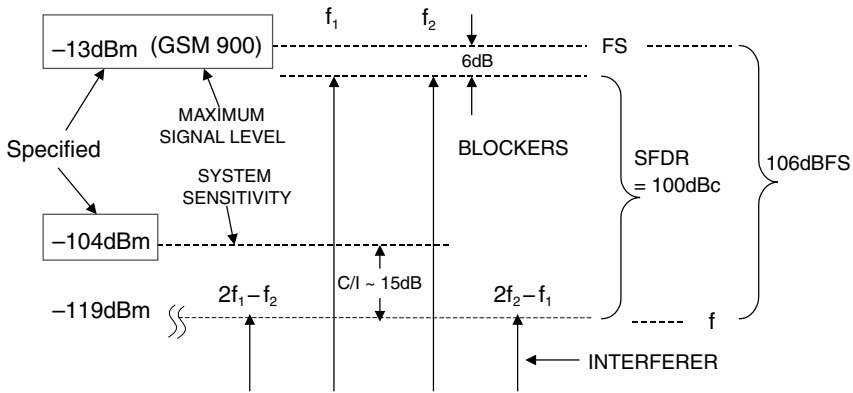 f1 f2
−13dBm (GSM 900)
FS
6dB
MAXIMUM
SIGNAL LEVEL
Specified
BLOCKERS
SFDR
= 100dBc
106dBFS
SYSTEM
SENSITIVITY
−104dBm
C/I ~ 15dB
−119dBm
2f1−f2
2f2−f1
f
INTERFERER